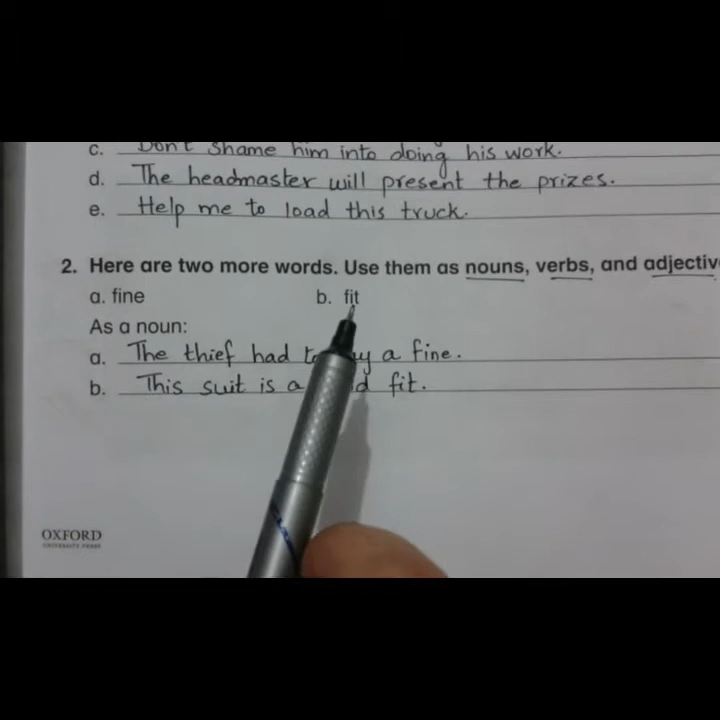 c. Don't shame him into doing his work.
d. The headmaster will present the prizes.
e. Help me to load this truck.
2. Here are two more words. Use them as nouns, verbs, and adjectiv
a. fine b. fit
As a noun:
a. The thief had a fine.
b. This suit is a fit.
OXFORD
UNIVERSITY PRESS